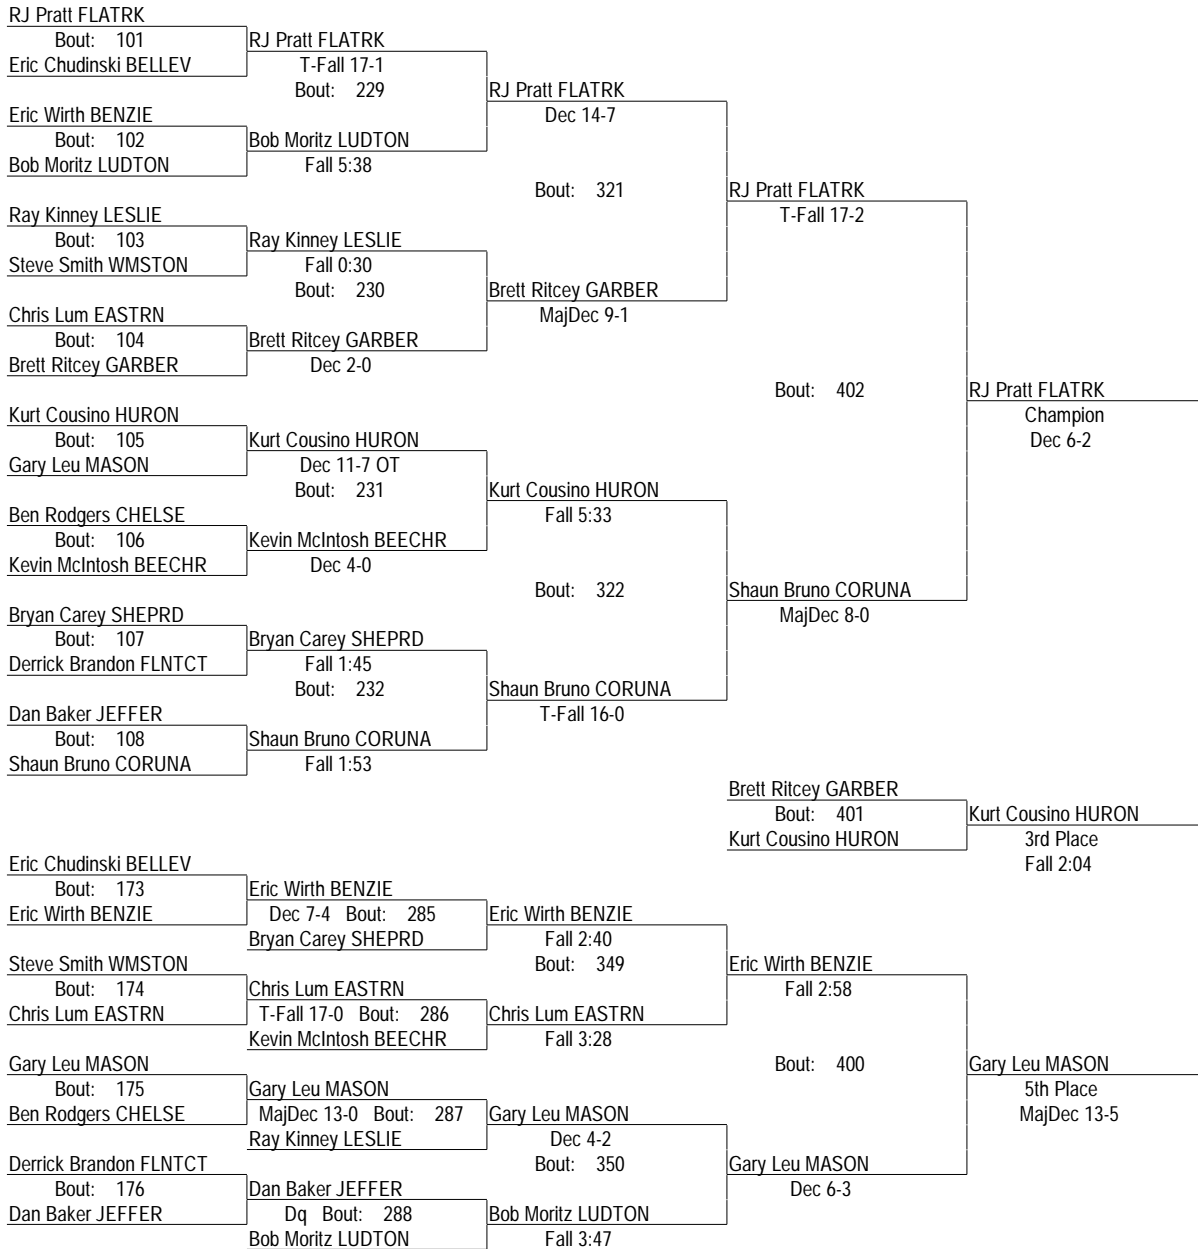 RJ Pratt FLATRK
Bout: 101
RJ Pratt FLATRK
Eric Chudinski BELLEV
T-Fall 17-1
Bout: 229
RJ Pratt FLATRK
Eric Wirth BENZIE
Dec 14-7
Bout: 102
Bob Moritz LUDTON
Bob Moritz LUDTON
Fall 5:38
Bout: 321
RJ Pratt FLATRK
Ray Kinney LESLIE
T-Fall 17-2
Bout: 103
Ray Kinney LESLIE
Steve Smith WMSTON
Fall 0:30
Bout: 230
Brett Ritcey GARBER
Chris Lum EASTRN
MajDec 9-1
Bout: 104
Brett Ritcey GARBER
Brett Ritcey GARBER
Dec 2-0
Bout: 402
RJ Pratt FLATRK
Kurt Cousino HURON
Champion
Bout: 105
Kurt Cousino HURON
Dec 6-2
Gary Leu MASON
Dec 11-7 OT
Bout: 231
Kurt Cousino HURON
Ben Rodgers CHELSE
Fall 5:33
Bout: 106
Kevin McIntosh BEECHR
Kevin McIntosh BEECHR
Dec 4-0
Bout: 322
Shaun Bruno CORUNA
Bryan Carey SHEPRD
MajDec 8-0
Bout: 107
Bryan Carey SHEPRD
Derrick Brandon FLNTCT
Fall 1:45
Bout: 232
Shaun Bruno CORUNA
Dan Baker JEFFER
T-Fall 16-0
Bout: 108
Shaun Bruno CORUNA
Shaun Bruno CORUNA
Fall 1:53
Brett Ritcey GARBER
Bout: 401
Kurt Cousino HURON
Kurt Cousino HURON
3rd Place
Fall 2:04
Eric Chudinski BELLEV
Bout: 173
Eric Wirth BENZIE
Eric Wirth BENZIE
Dec 7-4 Bout: 285
Eric Wirth BENZIE
Bryan Carey SHEPRD
Fall 2:40
Steve Smith WMSTON
Bout: 349
Eric Wirth BENZIE
Bout: 174
Chris Lum EASTRN
Fall 2:58
Chris Lum EASTRN
T-Fall 17-0 Bout: 286
Chris Lum EASTRN
Kevin McIntosh BEECHR
Fall 3:28
Gary Leu MASON
Bout: 400
Gary Leu MASON
Bout: 175
Gary Leu MASON
5th Place
Ben Rodgers CHELSE
MajDec 13-0 Bout: 287
Gary Leu MASON
MajDec 13-5
Ray Kinney LESLIE
Dec 4-2
Derrick Brandon FLNTCT
Bout: 350
Gary Leu MASON
Bout: 176
Dan Baker JEFFER
Dec 6-3
Dan Baker JEFFER
Dq Bout: 288
Bob Moritz LUDTON
Bob Moritz LUDTON
Fall 3:47